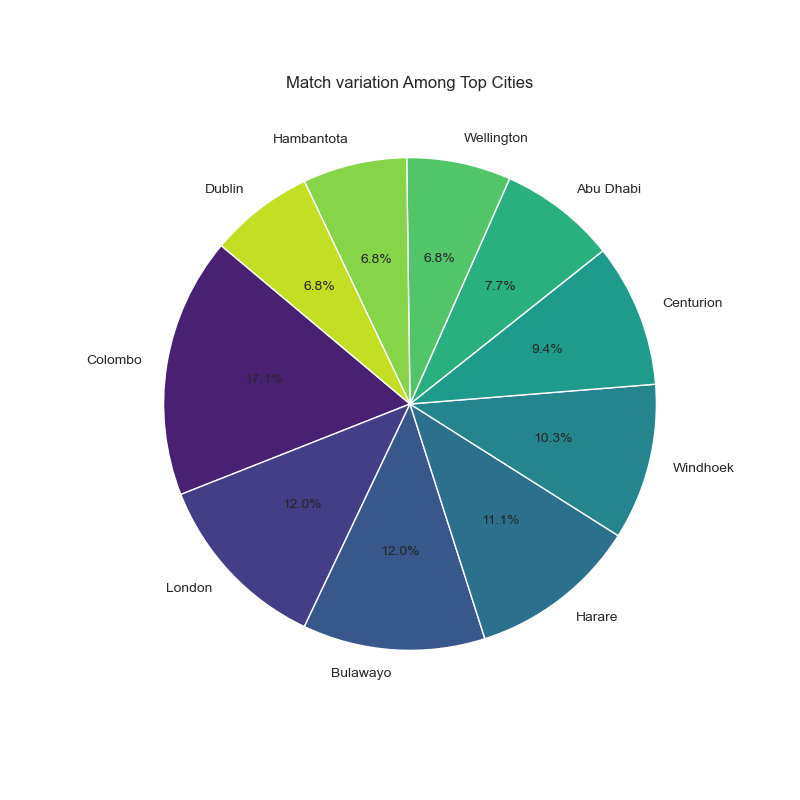 Match variation Among Top Cities
Hambantota
Wellington
Dublin
Abu Dhabi
6.8%
6.8%
6.8%
7.7%
Centurion
9.4%
Colombo
17.1%
10.3%
Windhoek
12.0%
11.1%
12.0%
London
Harare
Bulawayo